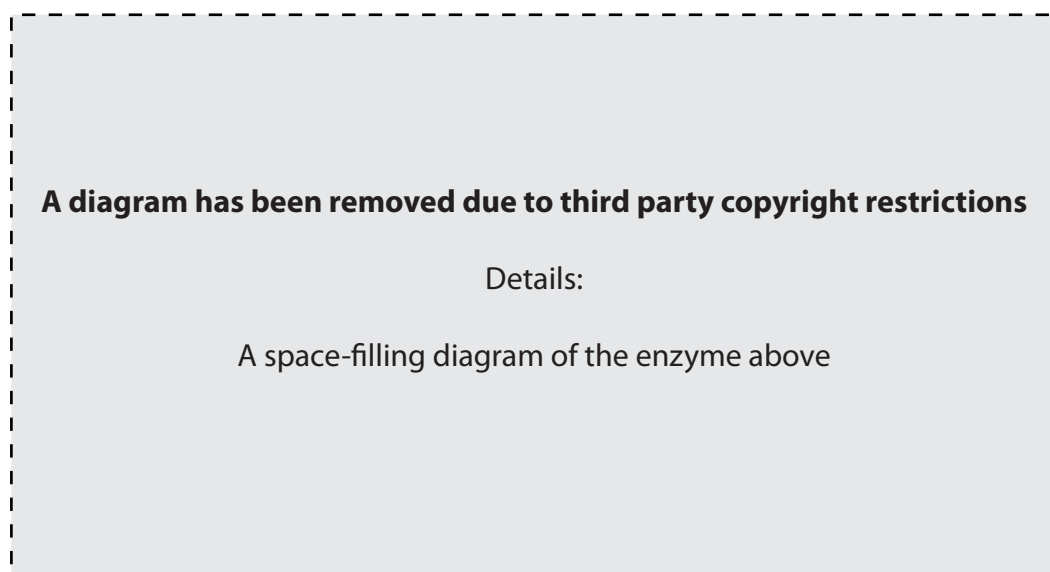 A diagram has been removed due to third party copyright restrictions
Details:
A space-filling diagram of the enzyme above